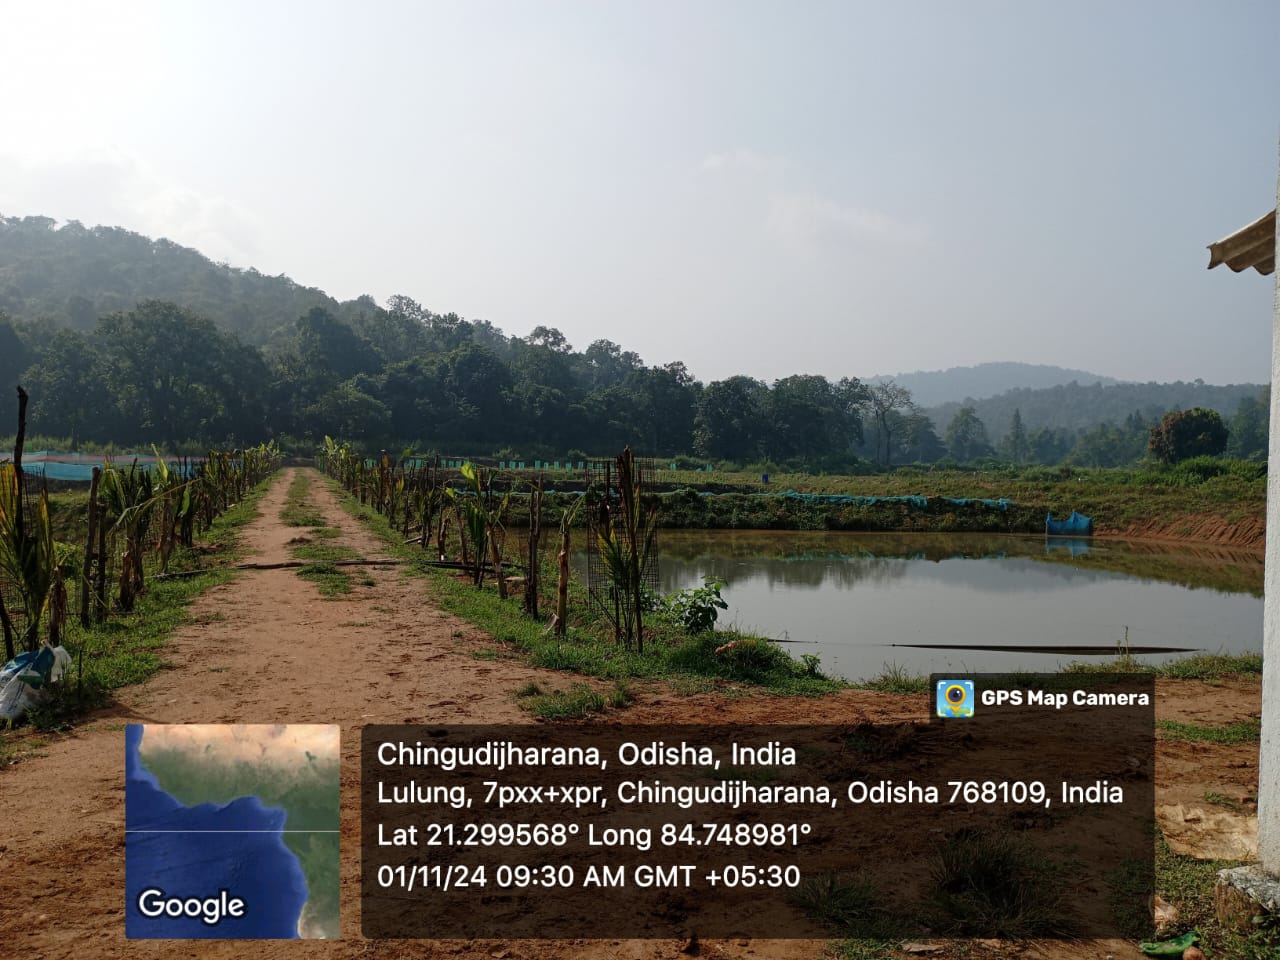 GPS Map Camera
Chingudijharana, Odisha, India
Lulung, 7pxx+xpr, Chingudijharana, Odisha 768109, India
Lat 21.299568° Long 84.748981°
01/11/24 09:30 AM GMT +05:30
Google